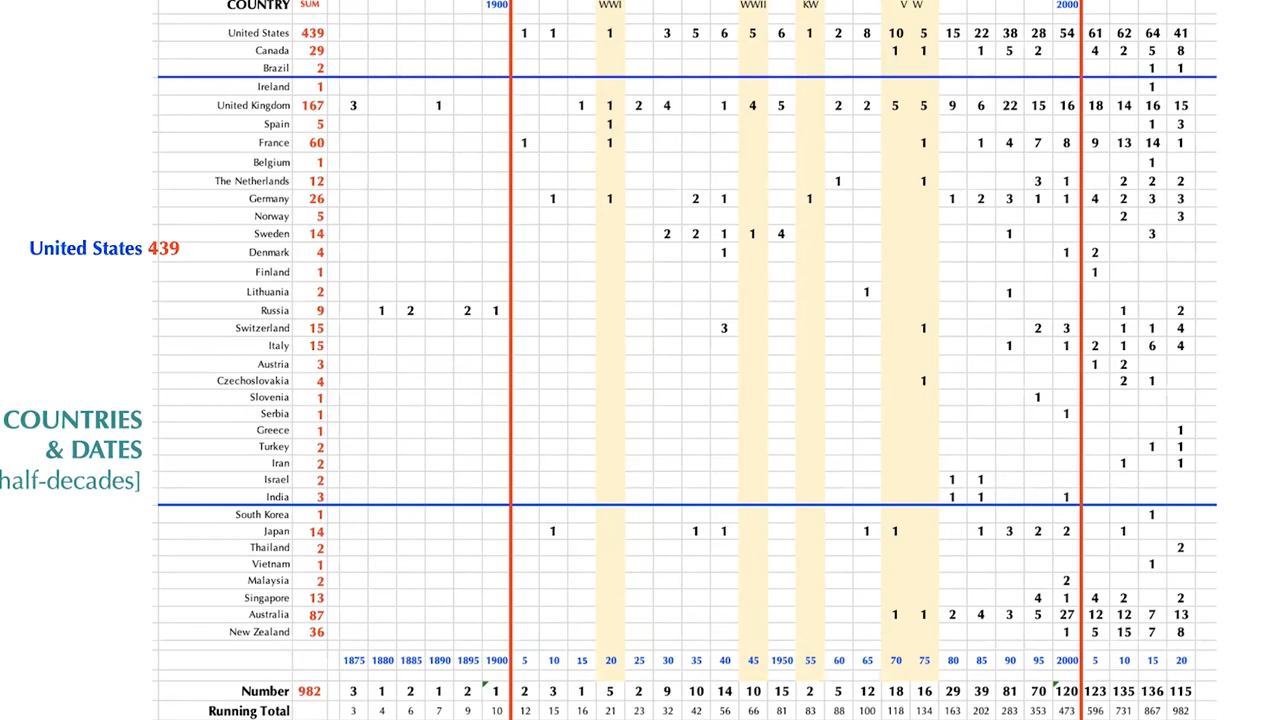 COUNTRY SUM 1900 WWI WWII KW V W 2000
United States 439 1 1 1 3 5 6 5 6 1 2 8 10 5 15 22 38 28 54 61 62 64 41
Canada 29 1 1 1 5 2 4 2 5 8
Brazil 2 1 1
Ireland 1 1
United Kingdom 167 3 1 1 1 2 4 1 4 5 2 2 5 5 9 6 22 15 16 18 14 16 15
Spain 5 1 1 3
France 60 1 1 1 1 4 7 8 9 13 14 1
Belgium 1 1
The Netherlands 12 1 1 3 1 2 2 2
Germany 26 1 1 2 1 1 1 2 3 1 1 4 2 3 3
Norway 5 2 3
Sweden 14 2 2 1 1 4 1 3
United States 439
Denmark 4 1 1 2
Finland 1 1
Lithuania 2 1 1
Russia 9 1 2 2 1 1 2
Switzerland 15 3 1 2 3 1 1 4
Italy 15 1 1 2 1 6 4
Austria 3 1 2
Czechoslovakia 4 1 2 1
Slovenia 1 1
Serbia 1 1
COUNTRIES
& DATES
half-decades]
Greece 1 1
Turkey 2 1 1
Iran 2 1 1
Israel 2 1 1
India 3 1 1 1
South Korea 1 1
Japan 14 1 1 1 1 1 1 3 2 2 1
Thailand 2 2
Vietnam 1 1
Malaysia 2 2
Singapore 13 4 1 4 2 2
Australia 87 1 1 2 4 3 5 27 12 12 7 13
New Zealand 36 1 5 15 7 8
1875 1880 1885 1890 1895 1900 5 10 15 20 25 30 35 40 45 1950 55 60 65 70 75 80 85 90 95 2000 5 10 15 20
Number 982 3 1 2 1 2 1 2 3 1 5 2 9 10 14 10 15 2 5 12 18 16 29 39 81 70 120 123 135 136 115
Running Total 3 4 6 7 9 10 12 15 16 21 23 32 42 56 66 81 83 88 100 118 134 163 202 283 353 473 596 731 867 982